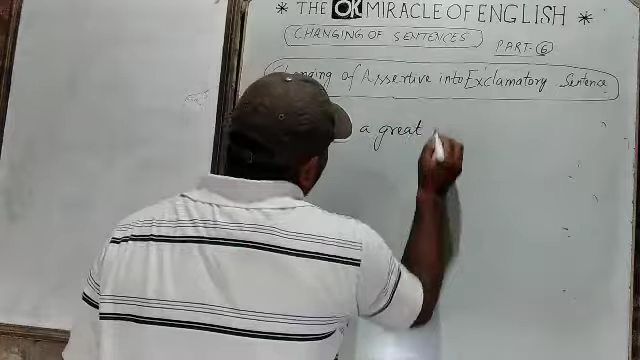 * THE OK MIRACLE OF ENGLISH *
CHANGING OF SENTENCES
PART-6
Changing of Assertive into Exclamatory Sentence
a great